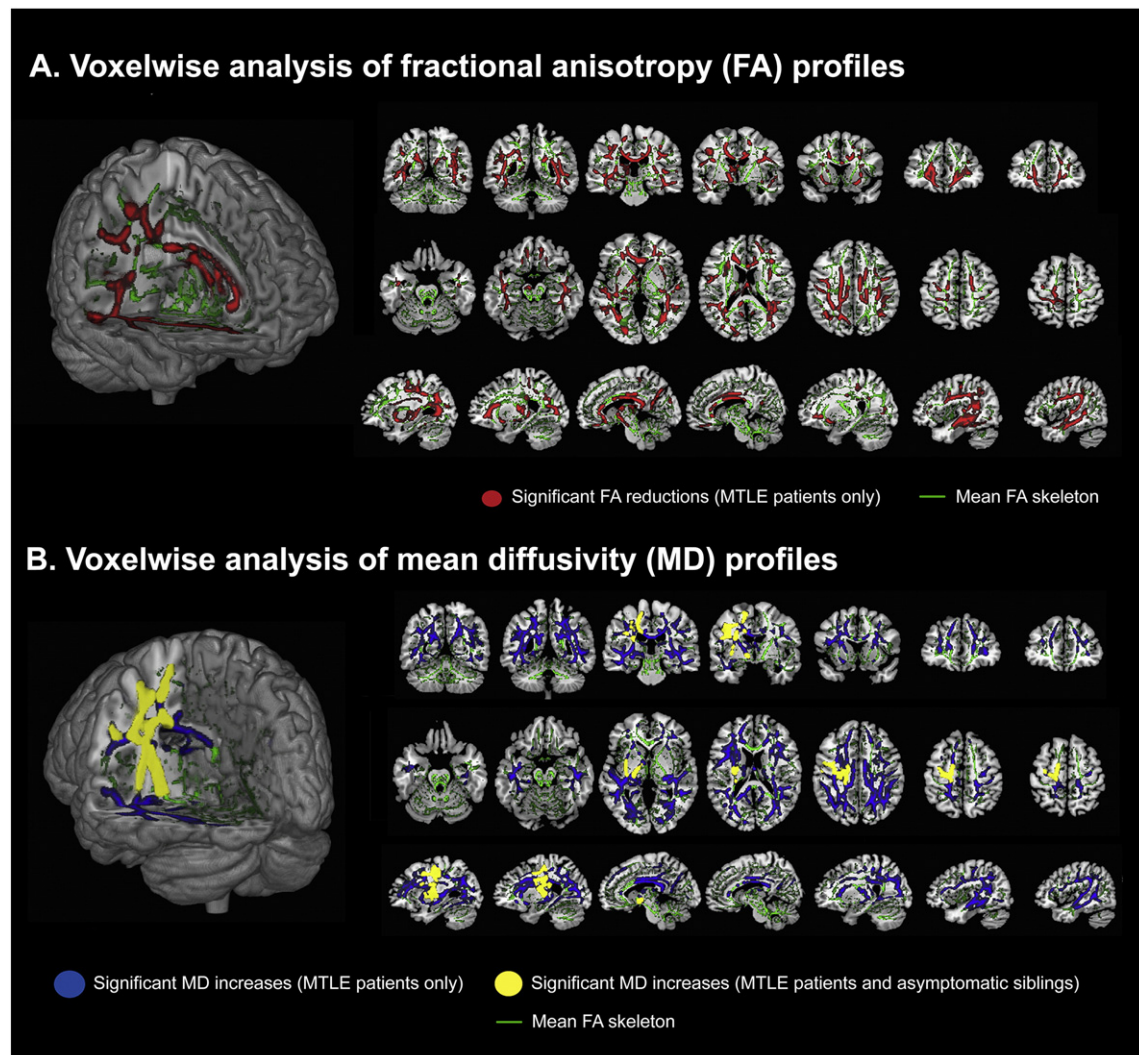 A. Voxelwise analysis of fractional anisotropy (FA) profiles
Significant FA reductions (MTLE patients only) Mean FA skeleton
B. Voxelwise analysis of mean diffusivity (MD) profiles
Significant MD increases (MTLE patients only) Significant MD increases (MTLE patients and asymptomatic siblings)
Mean FA skeleton